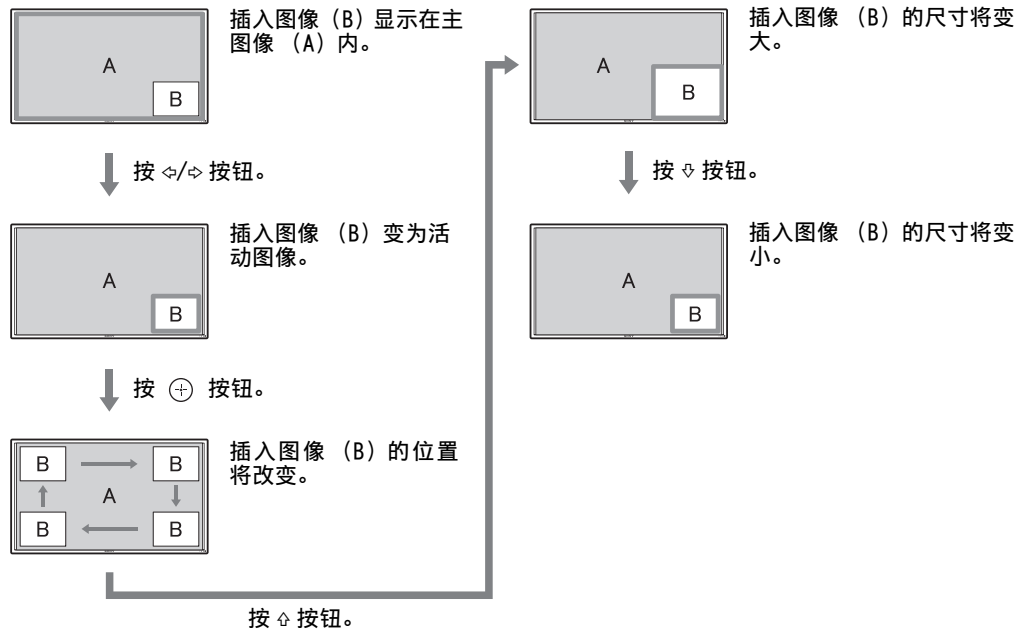 插入图像（B）显示在主
图像 （A）内。
A
B
按 ⇦/⇨ 按钮。
插入图像 （B）变为活
动图像。
A
B
按 ⊕ 按钮。
插入图像 （B）的位置
将改变。
B
B
A
B
B
按 ⇧ 按钮。
插入图像 （B）的尺寸将变
大。
A
B
按 ⇩ 按钮。
插入图像 （B）的尺寸将变
小。
A
B